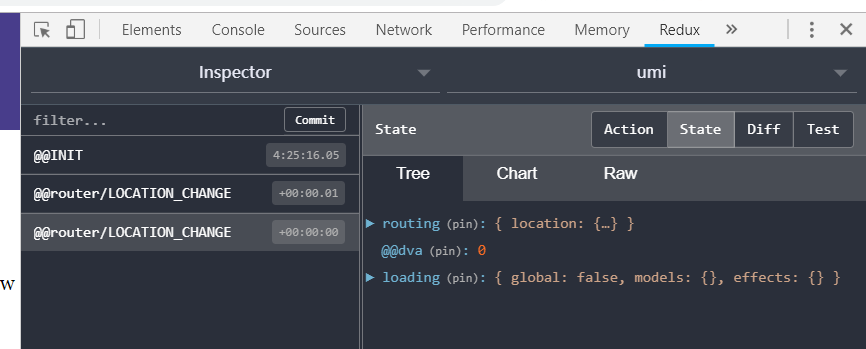 Elements Console Sources Network Performance Memory Redux »
Inspector umi
filter... Commit
State Action State Diff Test
@@INIT 4:25:16.05
Tree Chart Raw
@@router/LOCATION_CHANGE +00:00.01
@@router/LOCATION_CHANGE +00:00:00
routing (pin): { location: {…} }
@@dva (pin): 0
loading (pin): { global: false, models: {}, effects: {} }
w